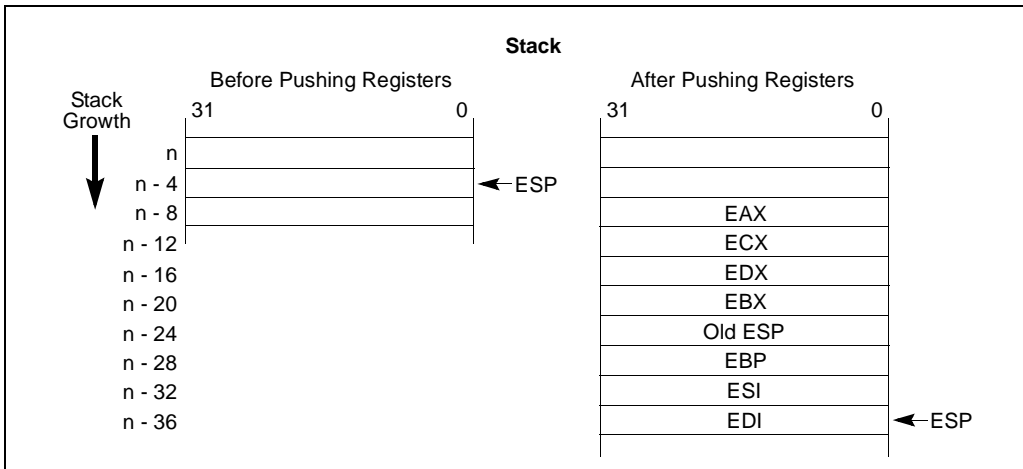 Stack
Before Pushing Registers After Pushing Registers
Stack
Growth
31 0 31 0
n
n - 4 ESP
n - 8 EAX
n - 12 ECX
n - 16 EDX
n - 20 EBX
n - 24 Old ESP
n - 28 EBP
n - 32 ESI
n - 36 EDI ESP